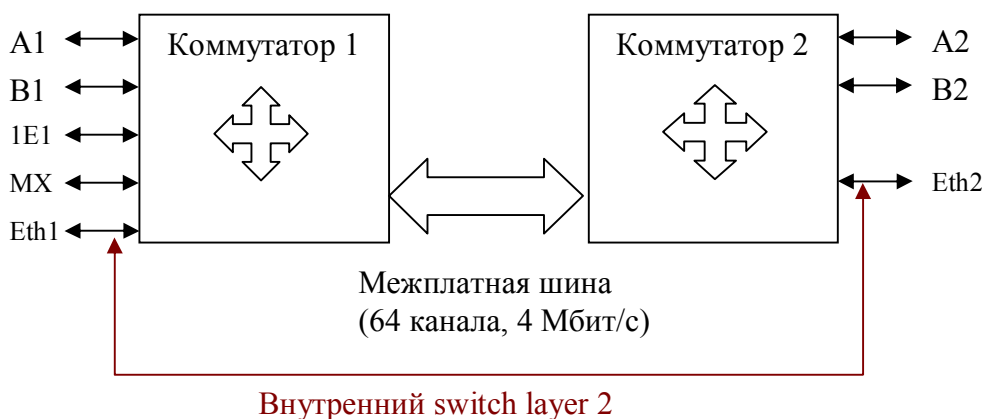 Коммутатор 1
Коммутатор 2
A1
B1
1E1
MX
Eth1
A2
B2
Eth2
Межплатная шина
(64 канала, 4 Мбит/с)
Внутренний switch layer 2